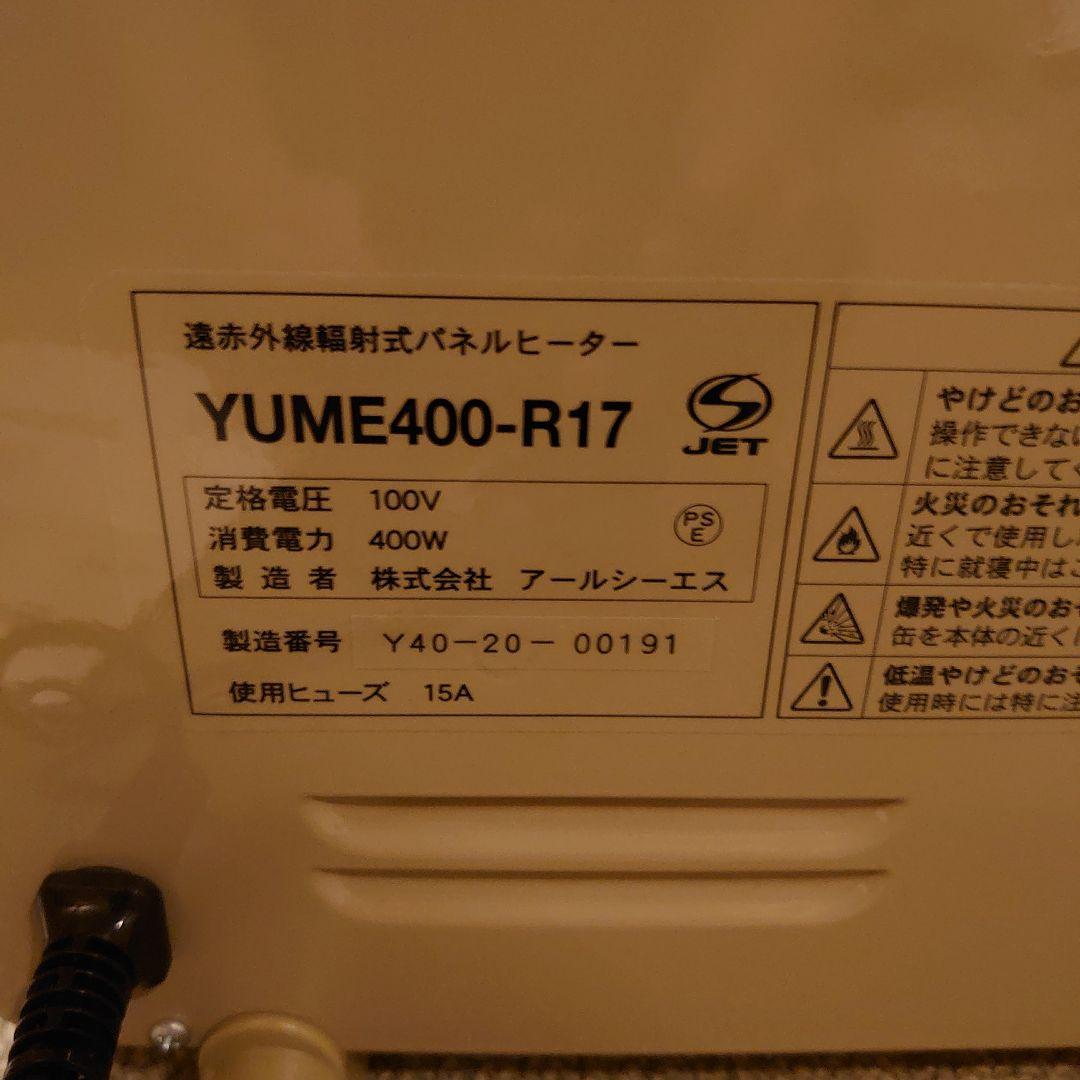 遠赤外線輻射式パネルヒーター
YUME400-R17
JET
定格電圧 100V
消費電力 400W
PS
E
製造者 株式会社 アールシーエス
製造番号 Y40-20-00191
使用ヒューズ 15A
やけどのお
操作できない
に注意して
火災のおそれ
近くで使用し
特に就寝中は
爆発や火災のお
缶を本体の近く
低温やけどのお
使用時には特に注